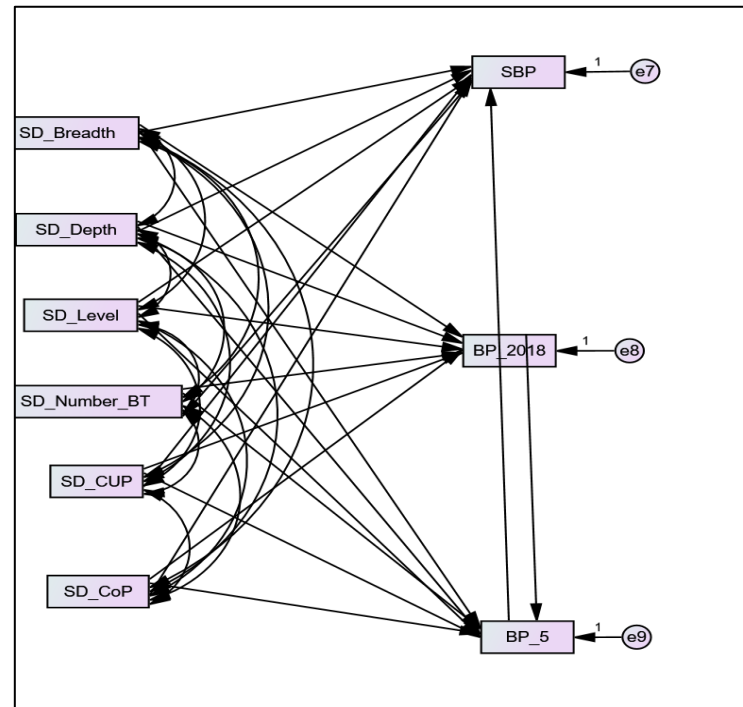 SBP
1
e7
SD_Breadth
SD_Depth
SD_Level
BP_2018
1
e8
SD_Number_BT
SD_CUP
SD_CoP
BP_5
1
e9